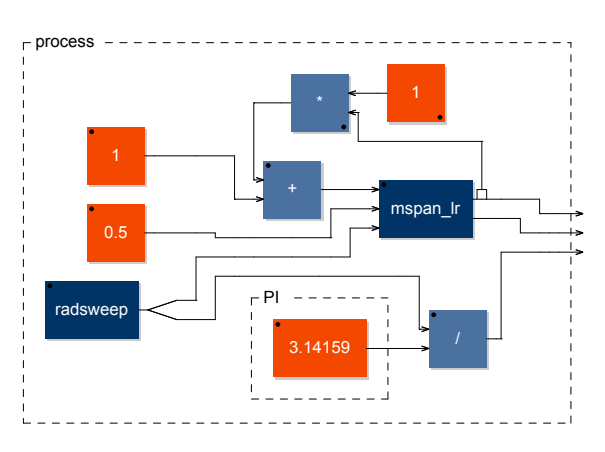 process
*
1
1
+
mspan_lr
0.5
radsweep
PI
3.14159
/